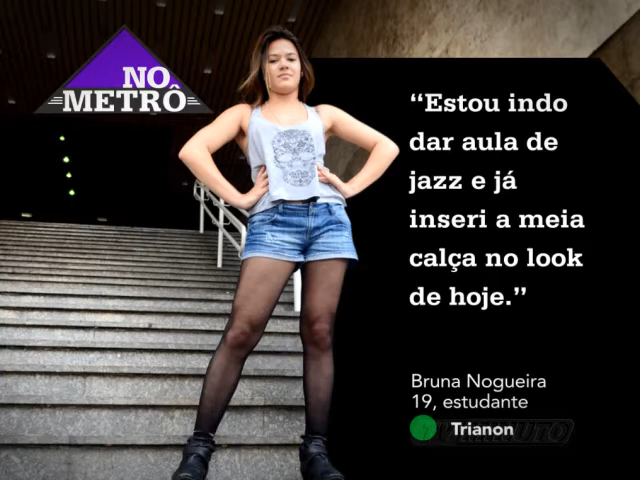 NO
METRÔ
“Estou indo
dar aula de
jazz e já
inseri a meia
calça no look
de hoje.”
Bruna Nogueira
19, estudante
Trianon